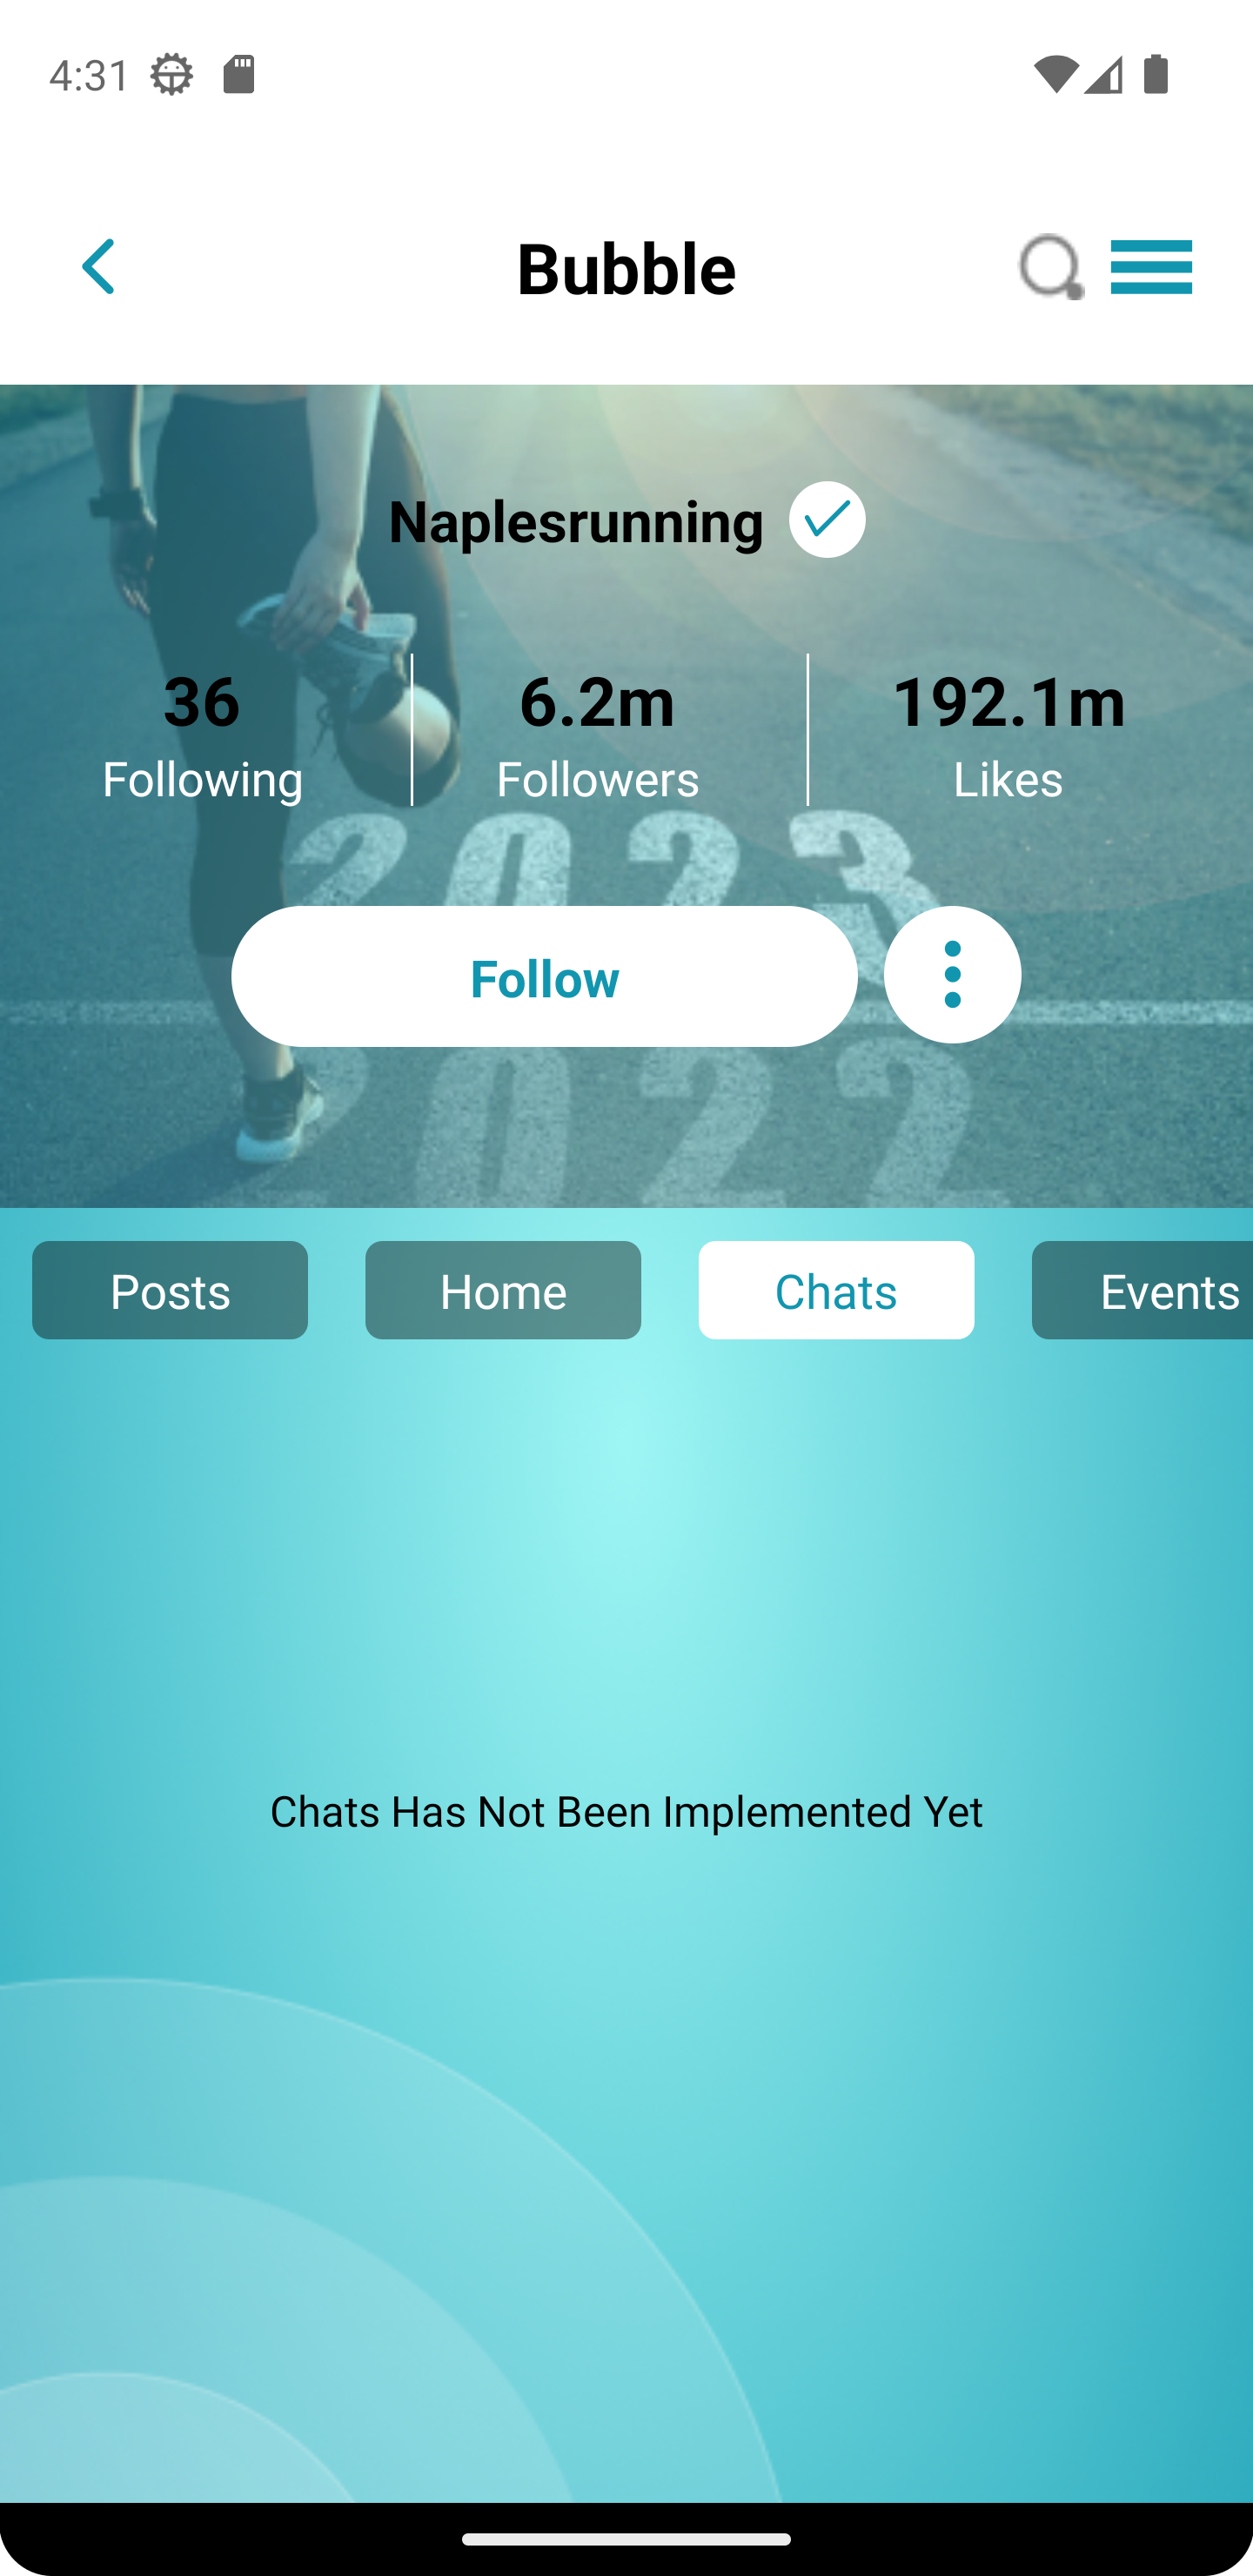 4:31
Bubble
Naplesrunning
36
6.2m
192.1m
Following
Followers
Likes
2023
Follow
2022
Posts
Home
Chats
Events
Chats Has Not Been Implemented Yet